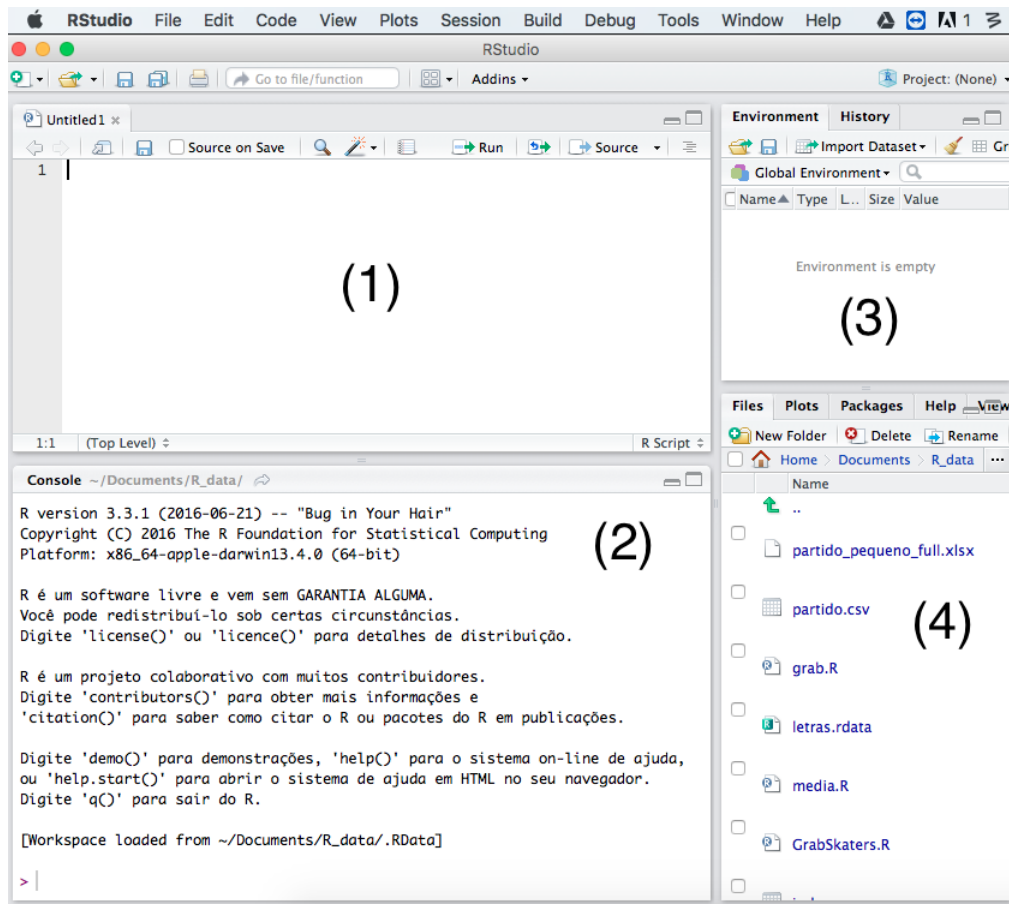 RStudio File Edit Code View Plots Session Build Debug Tools Window Help 1
RStudio
Go to file/function Addins Project: (None)
Untitled1
Source on Save Run Source
1
(1)
1:1 (Top Level) R Script
Console ~/Documents/R_data/
R version 3.3.1 (2016-06-21) -- "Bug in Your Hair"
Copyright (C) 2016 The R Foundation for Statistical Computing
Platform: x86_64-apple-darwin13.4.0 (64-bit)
(2)
R é um software livre e vem sem GARANTIA ALGUMA.
Você pode redistribuí-lo sob certas circunstâncias.
Digite 'license()' ou 'licence()' para detalhes de distribuição.
R é um projeto colaborativo com muitos contribuidores.
Digite 'contributors()' para obter mais informações e
'citation()' para saber como citar o R ou pacotes do R em publicações.
Digite 'demo()' para demonstrações, 'help()' para o sistema on-line de ajuda,
ou 'help.start()' para abrir o sistema de ajuda em HTML no seu navegador.
Digite 'q()' para sair do R.
[Workspace loaded from ~/Documents/R_data/.RData]
>
Environment History
Import Dataset Gr
Global Environment
Name Type L... Size Value
Environment is empty
(3)
Files Plots Packages Help View
New Folder Delete Rename
Home Documents R_data ...
Name
..
partido_pequeno_full.xlsx
partido.csv
(4)
grab.R
letras.rdata
media.R
GrabSkaters.R